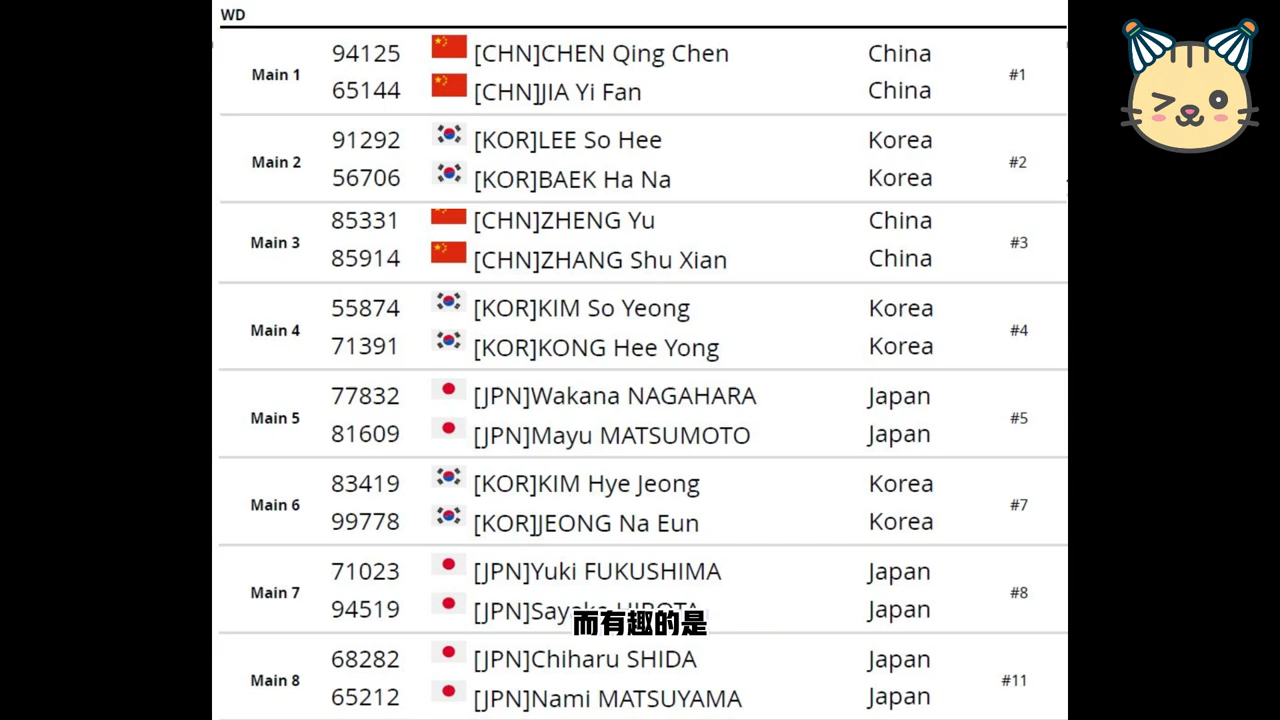 WD
Main 1
94125 [CHN]CHEN Qing Chen China #1
65144 [CHN]JIA Yi Fan China
Main 2
91292 [KOR]LEE So Hee Korea #2
56706 [KOR]BAEK Ha Na Korea
Main 3
85331 [CHN]ZHENG Yu China #3
85914 [CHN]ZHANG Shu Xian China
Main 4
55874 [KOR]KIM So Yeong Korea #4
71391 [KOR]KONG Hee Yong Korea
Main 5
77832 [JPN]Wakana NAGAHARA Japan #5
81609 [JPN]Mayu MATSUMOTO Japan
Main 6
83419 [KOR]KIM Hye Jeong Korea #7
99778 [KOR]JEONG Na Eun Korea
Main 7
71023 [JPN]Yuki FUKUSHIMA Japan #8
94519 [JPN]Sayaka HIROTA Japan
而有趣的是
Main 8
68282 [JPN]Chiharu SHIDA Japan #11
65212 [JPN]Nami MATSUYAMA Japan